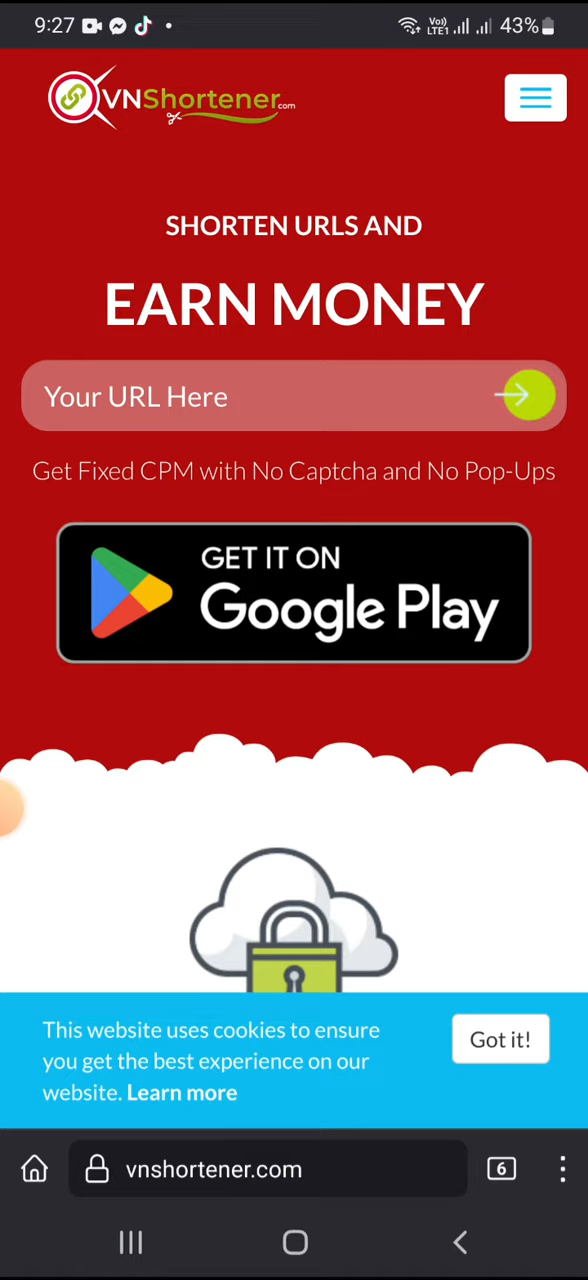 9:27
Vo) LTE1 43%
VNShortener.com
SHORTEN URLS AND
EARN MONEY
Your URL Here
Get Fixed CPM with No Captcha and No Pop-Ups
GET IT ON
Google Play
This website uses cookies to ensure
you get the best experience on our
website. Learn more
Got it!
vnshortener.com
6